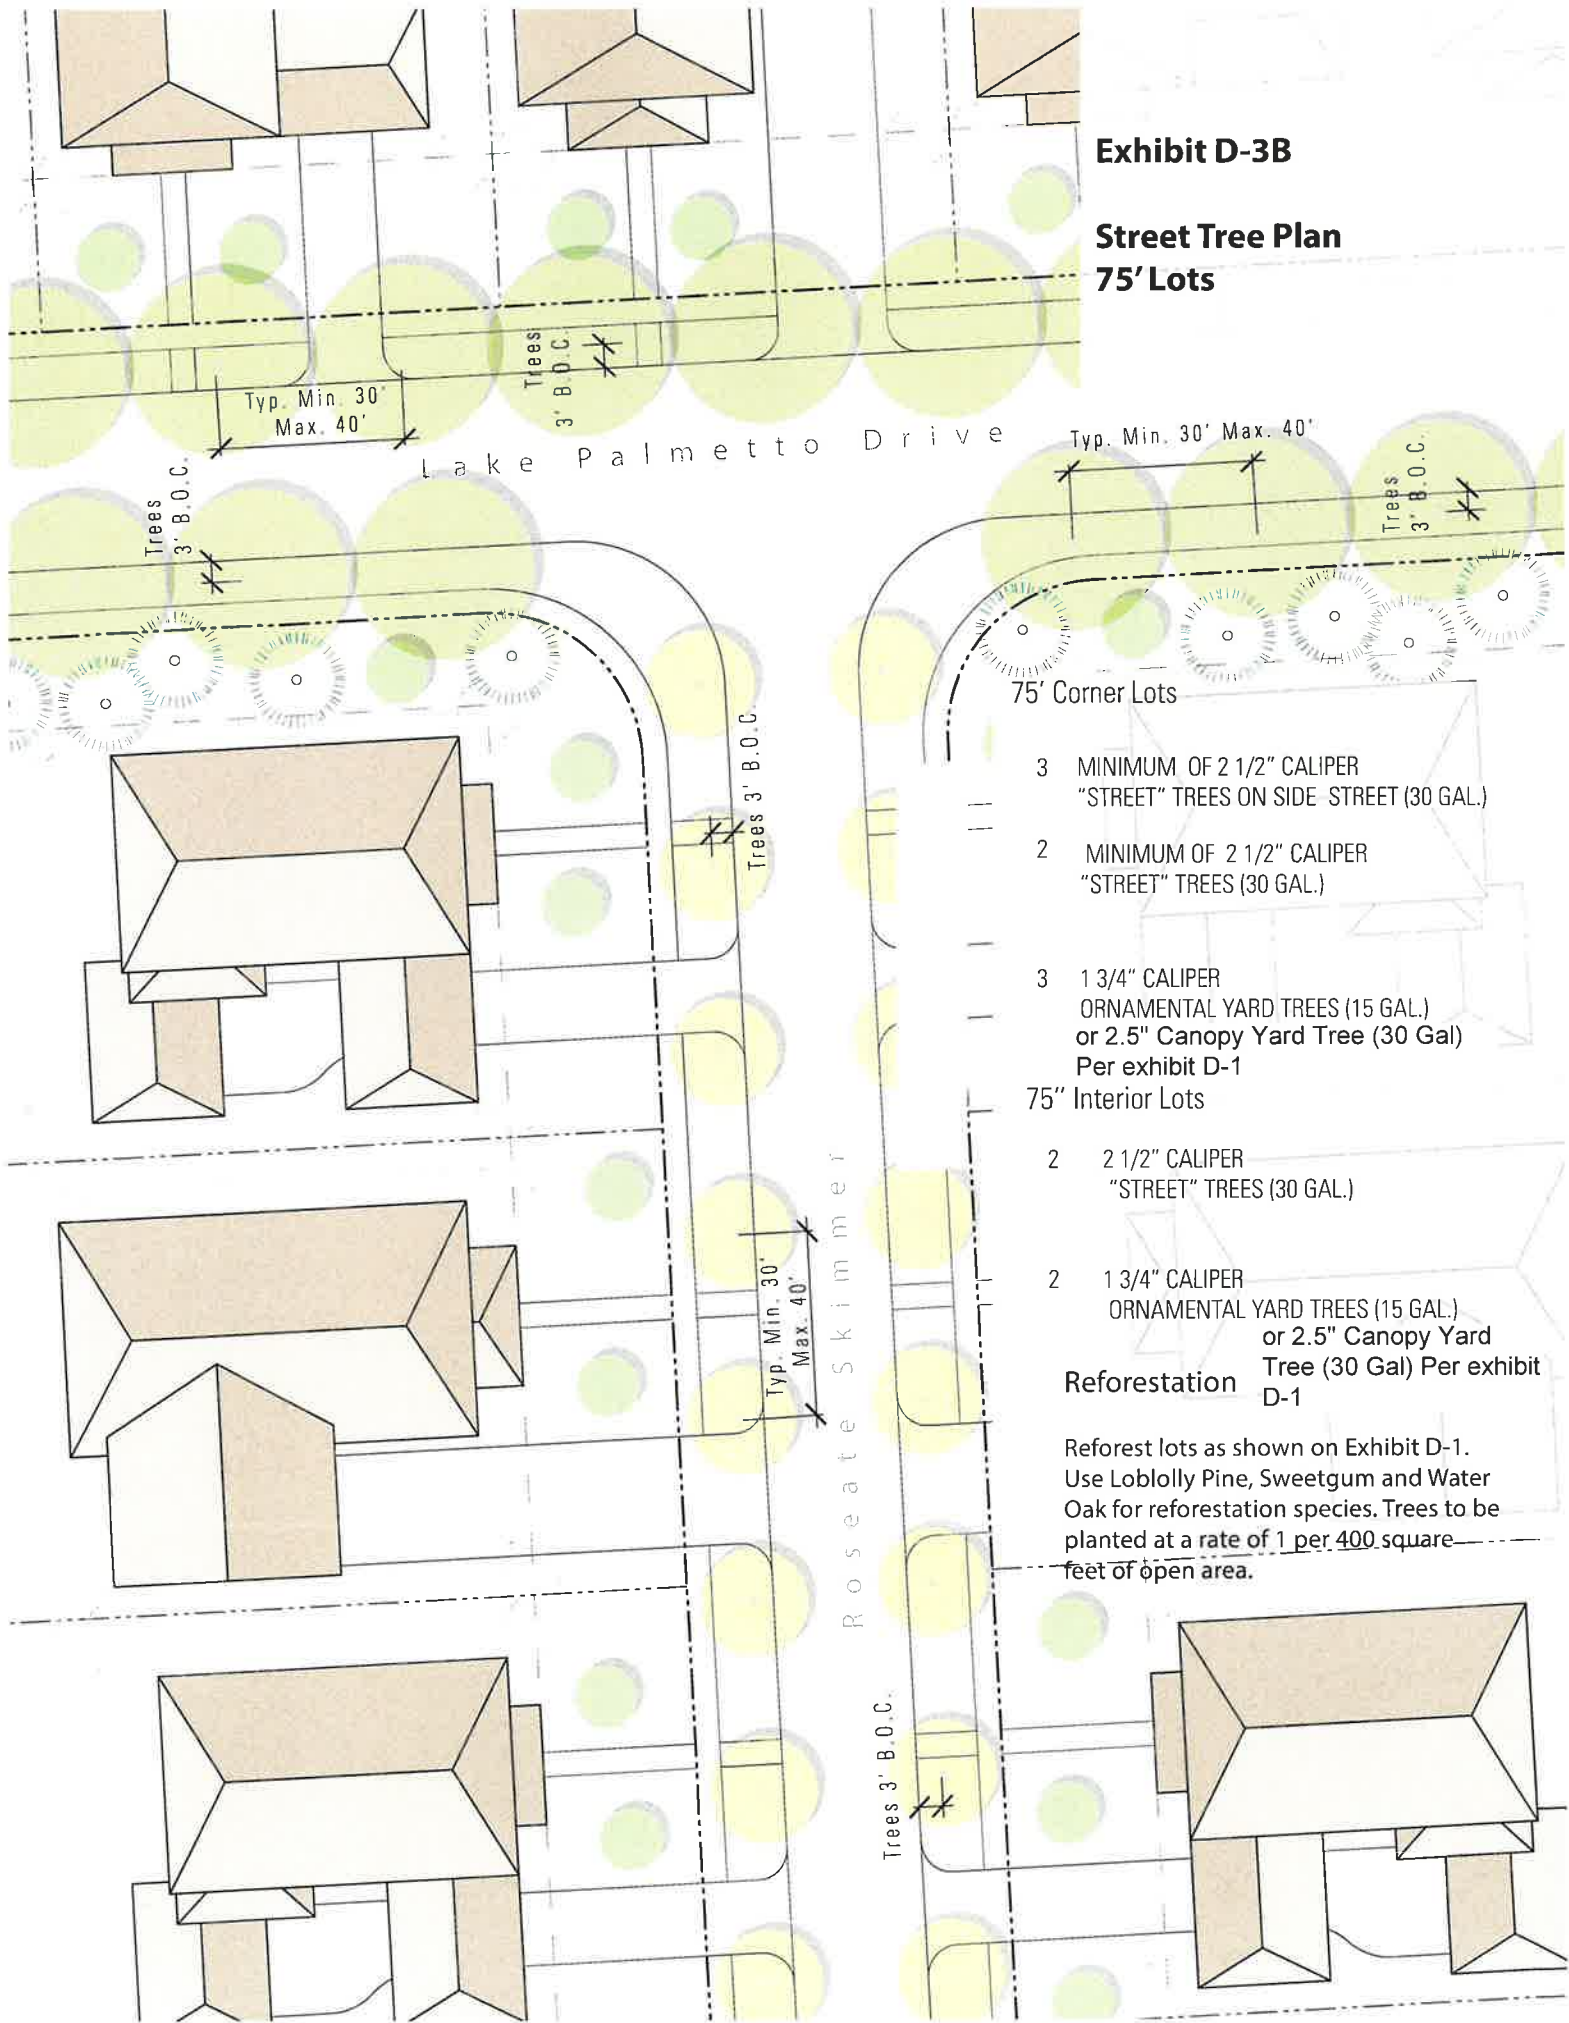 Exhibit D-3B
Street Tree Plan
75' Lots
Trees
3' B.O.C.
Typ. Min. 30'
Max. 40'
Lake Palmetto Drive
Typ. Min. 30' Max. 40'
Trees
3' B.O.C.
Trees
3' B.O.C.
75' Corner Lots
3 MINIMUM OF 2 1/2" CALIPER
"STREET" TREES ON SIDE STREET (30 GAL.)
2 MINIMUM OF 2 1/2" CALIPER
"STREET" TREES (30 GAL.)
3 1 3/4" CALIPER
ORNAMENTAL YARD TREES (15 GAL.)
or 2.5" Canopy Yard Tree (30 Gal)
Per exhibit D-1
75" Interior Lots
2 2 1/2" CALIPER
"STREET" TREES (30 GAL.)
2 1 3/4" CALIPER
ORNAMENTAL YARD TREES (15 GAL.)
or 2.5" Canopy Yard
Tree (30 Gal) Per exhibit
D-1
Reforestation
Reforest lots as shown on Exhibit D-1.
Use Loblolly Pine, Sweetgum and Water
Oak for reforestation species. Trees to be
planted at a rate of 1 per 400 square
feet of open area.
Trees 3' B.O.C.
Roseate Skimmer
Typ. Min. 30'
Max. 40'
Trees 3' B.O.C.